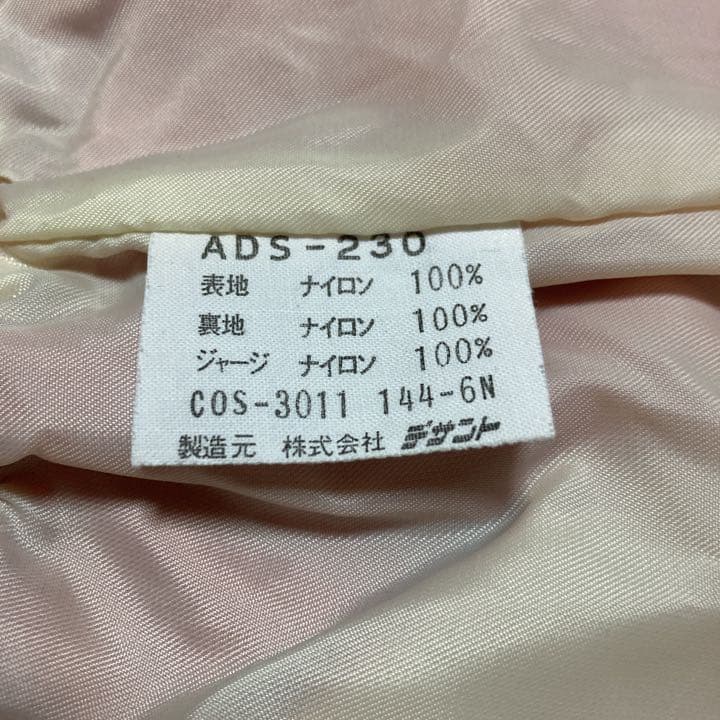 ADS-230
表地 ナイロン 100%
裏地 ナイロン 100%
ジャージ ナイロン 100%
COS-3011 144-6N
製造元 株式会社 デサント